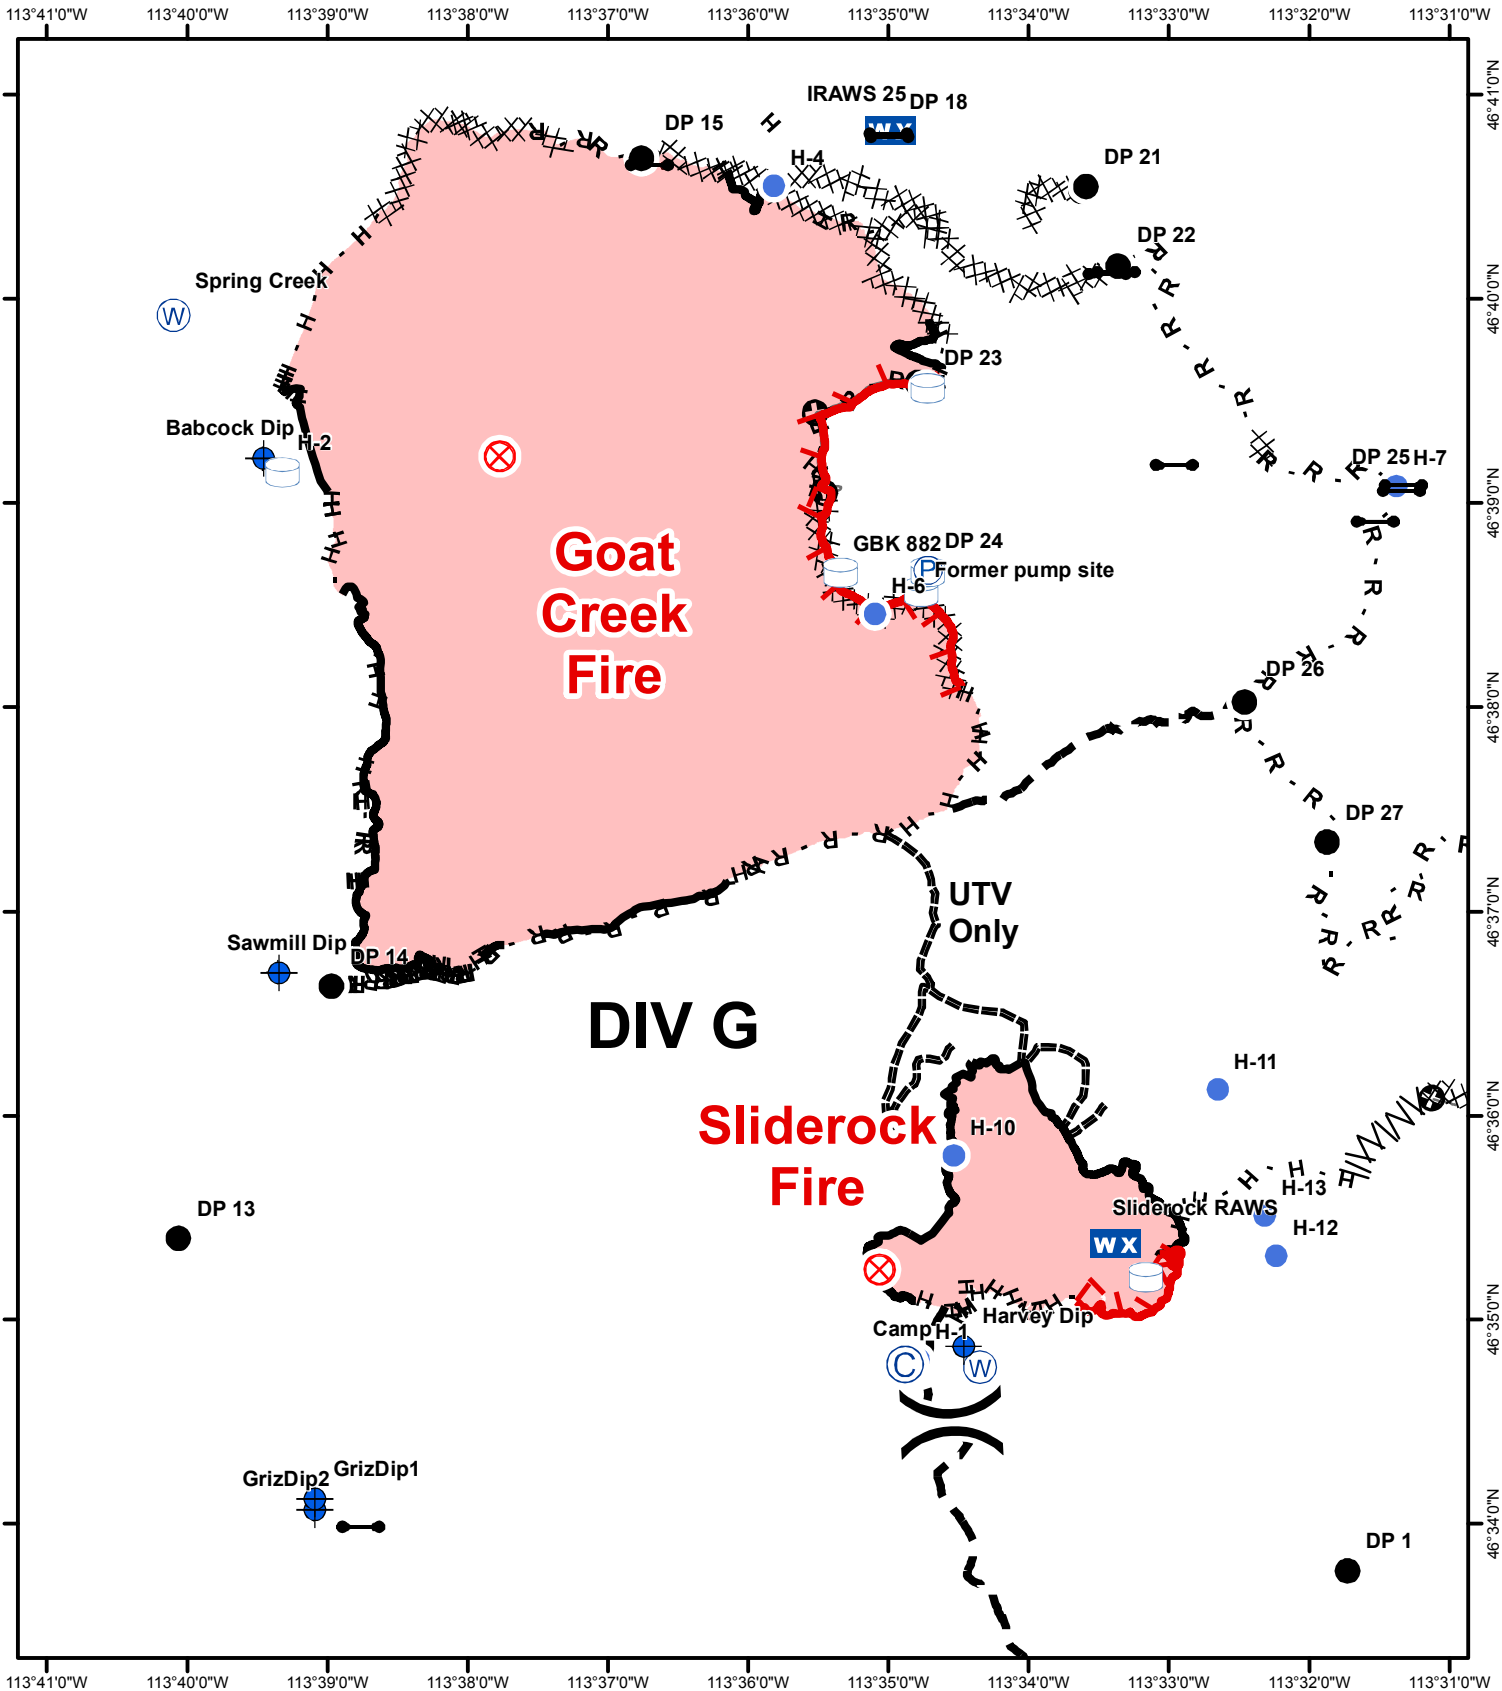 113°41'0"W 113°40'0"W 113°39'0"W 113°38'0"W 113°37'0"W 113°36'0"W 113°35'0"W 113°34'0"W 113°33'0"W 113°32'0"W 113°31'0"W
46°41'0"N
46°40'0"N
46°39'0"N
46°38'0"N
46°37'0"N
46°36'0"N
46°35'0"N
46°34'0"N
IRAWS 25 DP 18
WX
DP 15
H-4
DP 21
DP 22
Spring Creek
W
DP 23
Babcock Dip
H-2
DP 25 H-7
Goat
Creek
Fire
GBK 882 DP 24
P
Former pump site
H-6
DP 26
DP 27
UTV
Only
Sawmill Dip
DP 14
DIV G
H-11
Sliderock
Fire
H-10
H-13
Sliderock RAWS
H-12
WX
DP 13
Harvey Dip
Camp H-1
C
W
GrizDip2 GrizDip1
DP 1
113°41'0"W 113°40'0"W 113°39'0"W 113°38'0"W 113°37'0"W 113°36'0"W 113°35'0"W 113°34'0"W 113°33'0"W 113°32'0"W 113°31'0"W